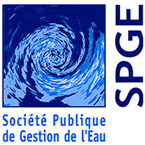 SPGE
Société Publique
de Gestion de l'Eau